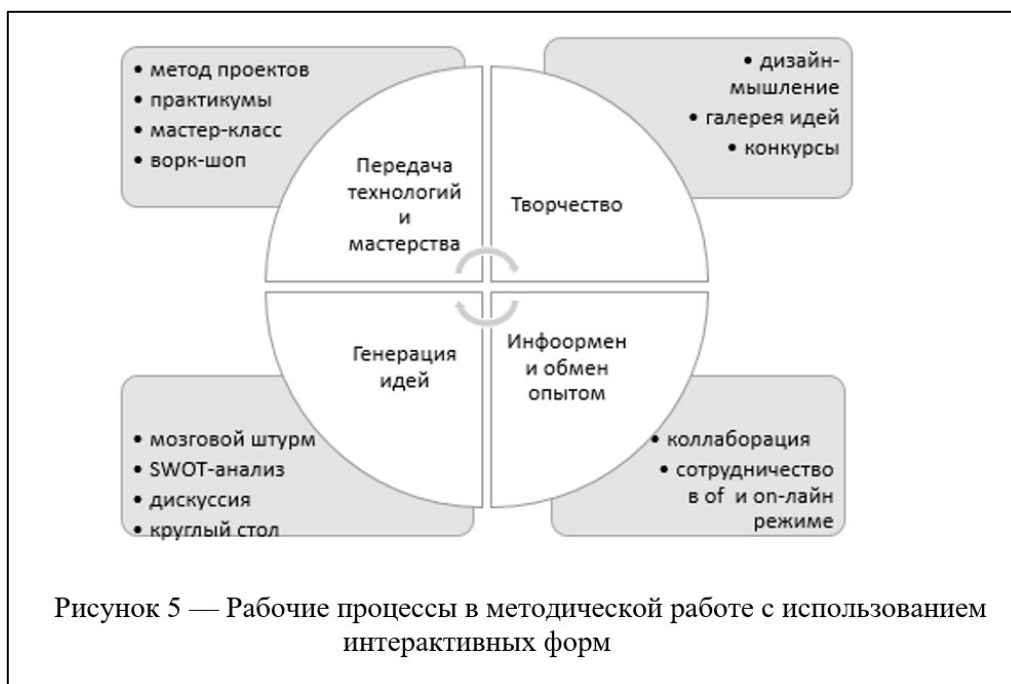 • метод проектов
• практикумы
• мастер-класс
• ворк-шоп
Передача
технологий
и
мастерства
• дизайн-
мышление
• галерея идей
• конкурсы
Творчество
Генерация
идей
• мозговой штурм
• SWOT-анализ
• дискуссия
• круглый стол
Инфоормен
и обмен
опытом
• коллаборация
• сотрудничество
в of и on-лайн
режиме
Рисунок 5 — Рабочие процессы в методической работе с использованием
интерактивных форм